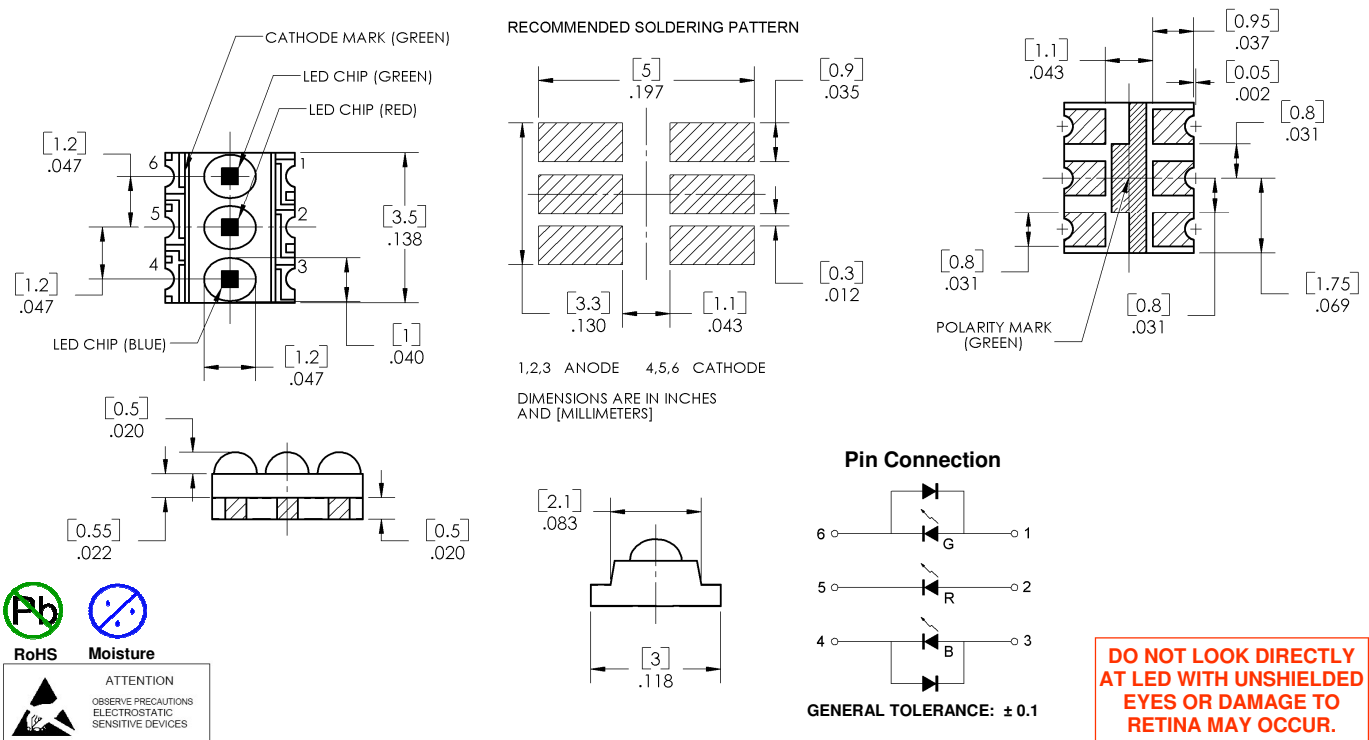 RECOMMENDED SOLDERING PATTERN
CATHODE MARK (GREEN)
LED CHIP (GREEN)
LED CHIP (RED)
[1.2]
.047
6
1
5
2
4
3
[3.5]
.138
[1.2]
.047
LED CHIP (BLUE)
[1]
.040
[1.2]
.047
[5]
.197
[0.9]
.035
[0.3]
.012
[3.3]
.130
[1.1]
.043
1,2,3 ANODE 4,5,6 CATHODE
DIMENSIONS ARE IN INCHES
AND [MILLIMETERS]
[0.95]
.037
[1.1]
.043
[0.05]
.002
[0.8]
.031
[0.8]
.031
[0.8]
.031
[1.75]
.069
POLARITY MARK
(GREEN)
[0.5]
.020
[0.55]
.022
[0.5]
.020
[2.1]
.083
[3]
.118
Pin Connection
6
G
1
5
R
2
4
B
3
GENERAL TOLERANCE: ± 0.1
Pb
RoHS
Moisture
ATTENTION
OBSERVE PRECAUTIONS
ELECTROSTATIC
SENSITIVE DEVICES
DO NOT LOOK DIRECTLY
AT LED WITH UNSHIELDED
EYES OR DAMAGE TO
RETINA MAY OCCUR.